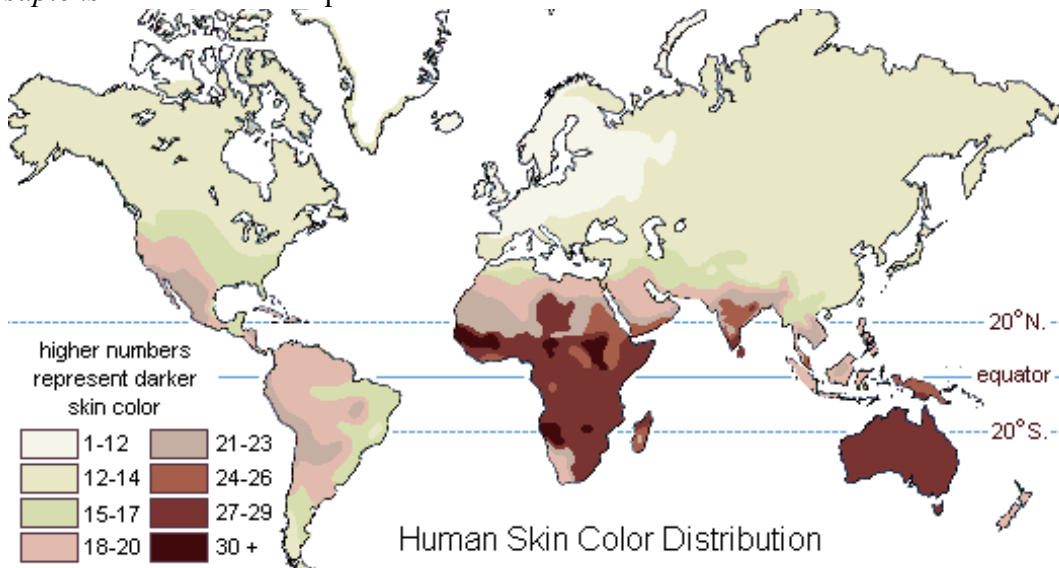 20°N.
higher numbers
represent darker
skin color
equator
1-12
21-23
20°S.
12-14
24-26
15-17
27-29
18-20
30 +
Human Skin Color Distribution